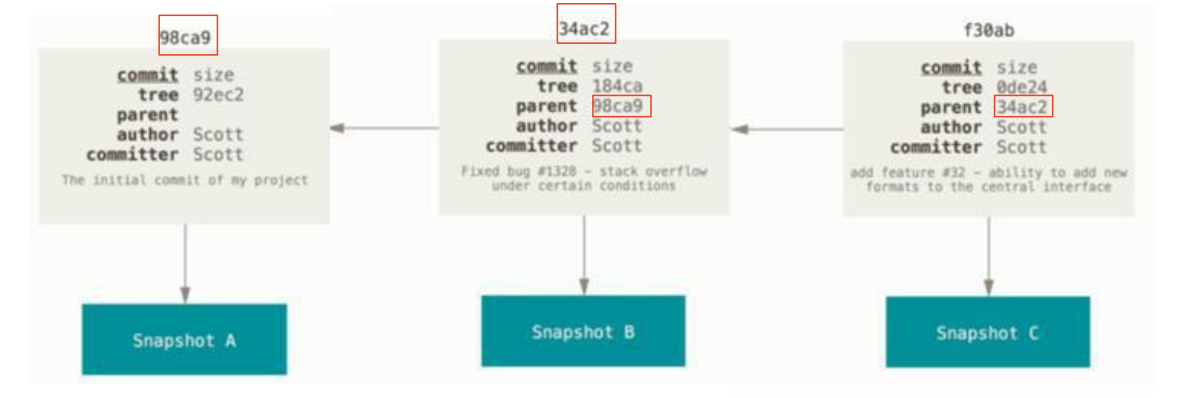 98ca9
commit size
tree 92ec2
parent
author Scott
committer Scott
The initial commit of my project
Snapshot A
34ac2
commit size
tree 184ca
parent 98ca9
author Scott
committer Scott
Fixed bug #1328 – stack overflow
under certain conditions
Snapshot B
f30ab
commit size
tree 0de24
parent 34ac2
author Scott
committer Scott
add feature #32 – ability to add new
formats to the central interface
Snapshot C